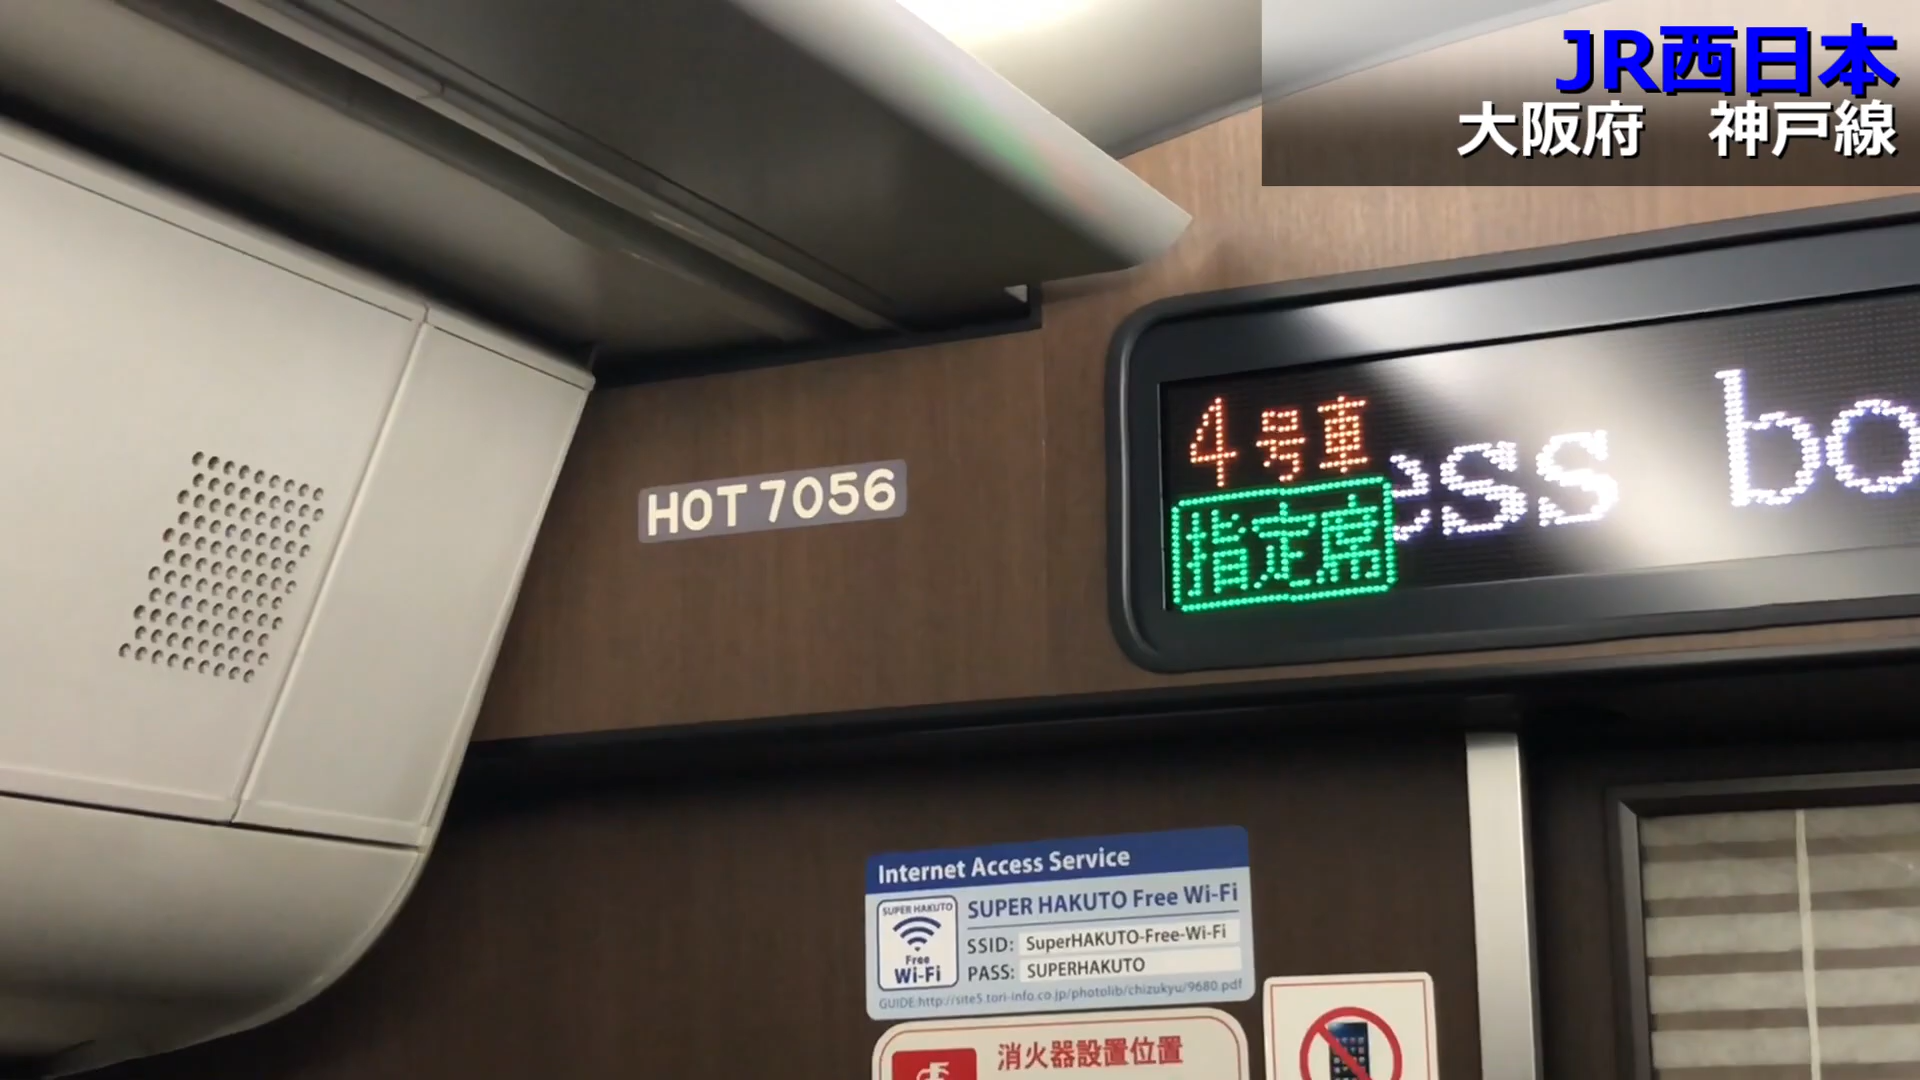 JR西日本
大阪府　神戸線
4号車
指定席
ess bo
HOT 7056
Internet Access Service
SUPER HAKUTO
Free
Wi-Fi
SUPER HAKUTO Free Wi-Fi
SSID: SuperHAKUTO-Free-Wi-Fi
PASS: SUPERHAKUTO
GUIDE:http://site5.tori-info.co.jp/photolib/chizukyu/9680.pdf
消火器設置位置